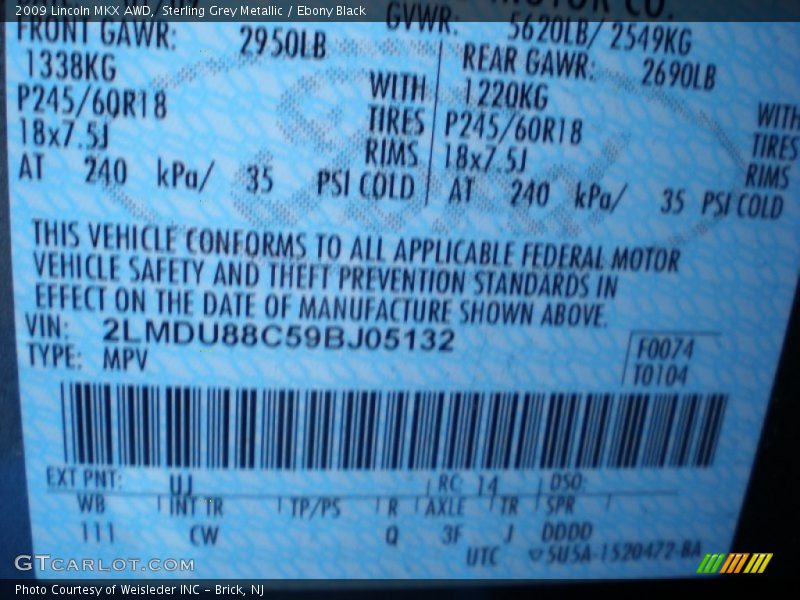 2009 Lincoln MKX AWD, Sterling Grey Metallic / Ebony Black
MOTOR CO.
FRONT GAWR: 2950LB GVWR: 5620LB/ 2549KG
1338KG REAR GAWR: 2690LB
P245/60R18 WITH 1220KG WITH
18x7.5J TIRES P245/60R18 TIRES
RIMS 18x7.5J RIMS
AT 240 kPa/ 35 PSI COLD AT 240 kPa/ 35 PSI COLD
THIS VEHICLE CONFORMS TO ALL APPLICABLE FEDERAL MOTOR
VEHICLE SAFETY AND THEFT PREVENTION STANDARDS IN
EFFECT ON THE DATE OF MANUFACTURE SHOWN ABOVE.
VIN: 2LMDU88C59BJ05132
TYPE: MPV
F0074
T0104
EXT PNT: UJ RC 14 DSO:
WB INT TR TP/PS R AXLE TR SPR
111 CW Q 3F J DDDD
UTC 5U5A-1520472-BA
GTCARLOT.COM
Photo Courtesy of Weisleder INC - Brick, NJ